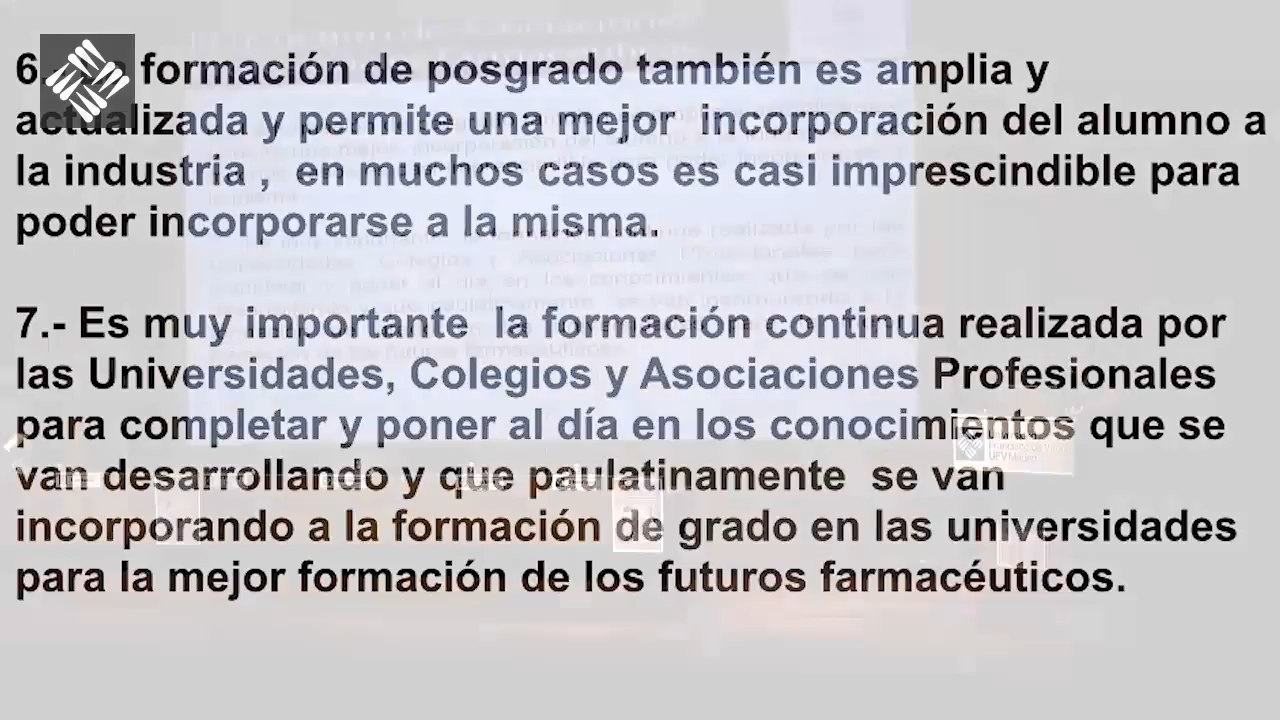 6. formación de posgrado también es amplia y
actualizada y permite una mejor incorporación del alumno a
la industria , en muchos casos es casi imprescindible para
poder incorporarse a la misma.
7.- Es muy importante la formación continua realizada por
las Universidades, Colegios y Asociaciones Profesionales
para completar y poner al día en los conocimientos que se
van desarrollando y que paulatinamente se van
incorporando a la formación de grado en las universidades
para la mejor formación de los futuros farmacéuticos.